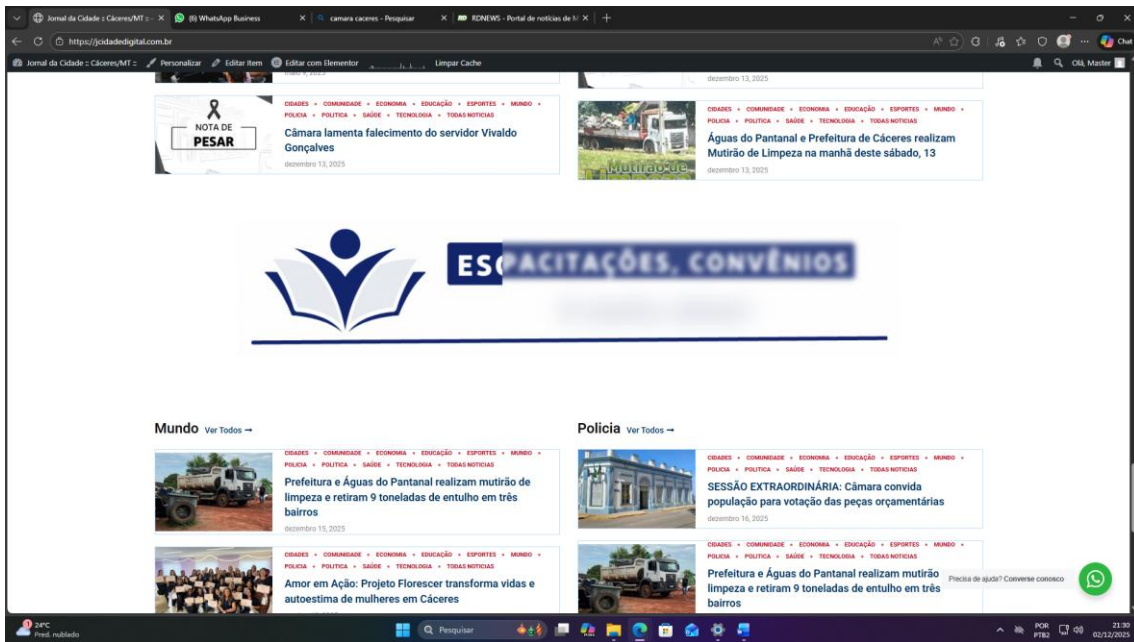 Jornal da Cidade :: Cáceres/MT ::
(6) WhatsApp Business
camara caceres - Pesquisar
RDNEWS - Portal de notícias de M
https://jcidadedigital.com.br
Chat
Jornal da Cidade :: Cáceres/MT ::
Personalizar
Editar Item
Editar com Elementor
Limpar Cache
Olá, Master
maio 9, 2025
dezembro 13, 2025
NOTA DE
PESAR
CIDADES • COMUNIDADE • ECONOMIA • EDUCAÇÃO • ESPORTES • MUNDO •
POLICIA • POLITICA • SAÚDE • TECNOLOGIA • TODAS NOTICIAS
Câmara lamenta falecimento do servidor Vivaldo
Gonçalves
dezembro 13, 2025
Mutirão de
Limpeza
CIDADES • COMUNIDADE • ECONOMIA • EDUCAÇÃO • ESPORTES • MUNDO •
POLICIA • POLITICA • SAÚDE • TECNOLOGIA • TODAS NOTICIAS
Águas do Pantanal e Prefeitura de Cáceres realizam
Mutirão de Limpeza na manhã deste sábado, 13
dezembro 13, 2025
PACITAÇÕES, CONVÊNIOS
Mundo Ver Todos →
CIDADES • COMUNIDADE • ECONOMIA • EDUCAÇÃO • ESPORTES • MUNDO •
POLICIA • POLITICA • SAÚDE • TECNOLOGIA • TODAS NOTICIAS
Prefeitura e Águas do Pantanal realizam mutirão de
limpeza e retiram 9 toneladas de entulho em três
bairros
dezembro 15, 2025
CIDADES • COMUNIDADE • ECONOMIA • EDUCAÇÃO • ESPORTES • MUNDO •
POLICIA • POLITICA • SAÚDE • TECNOLOGIA • TODAS NOTICIAS
Amor em Ação: Projeto Florescer transforma vidas e
autoestima de mulheres em Cáceres
Policia Ver Todos →
CIDADES • COMUNIDADE • ECONOMIA • EDUCAÇÃO • ESPORTES • MUNDO •
POLICIA • POLITICA • SAÚDE • TECNOLOGIA • TODAS NOTICIAS
SESSÃO EXTRAORDINÁRIA: Câmara convida
população para votação das peças orçamentárias
dezembro 16, 2025
CIDADES • COMUNIDADE • ECONOMIA • EDUCAÇÃO • ESPORTES • MUNDO •
POLICIA • POLITICA • SAÚDE • TECNOLOGIA • TODAS NOTICIAS
Prefeitura e Águas do Pantanal realizam mutirão
limpeza e retiram 9 toneladas de entulho em três
bairros
Precisa de ajuda? Converse conosco
24°C
Pred. nublado
Pesquisar
POR
PTB2
21:30